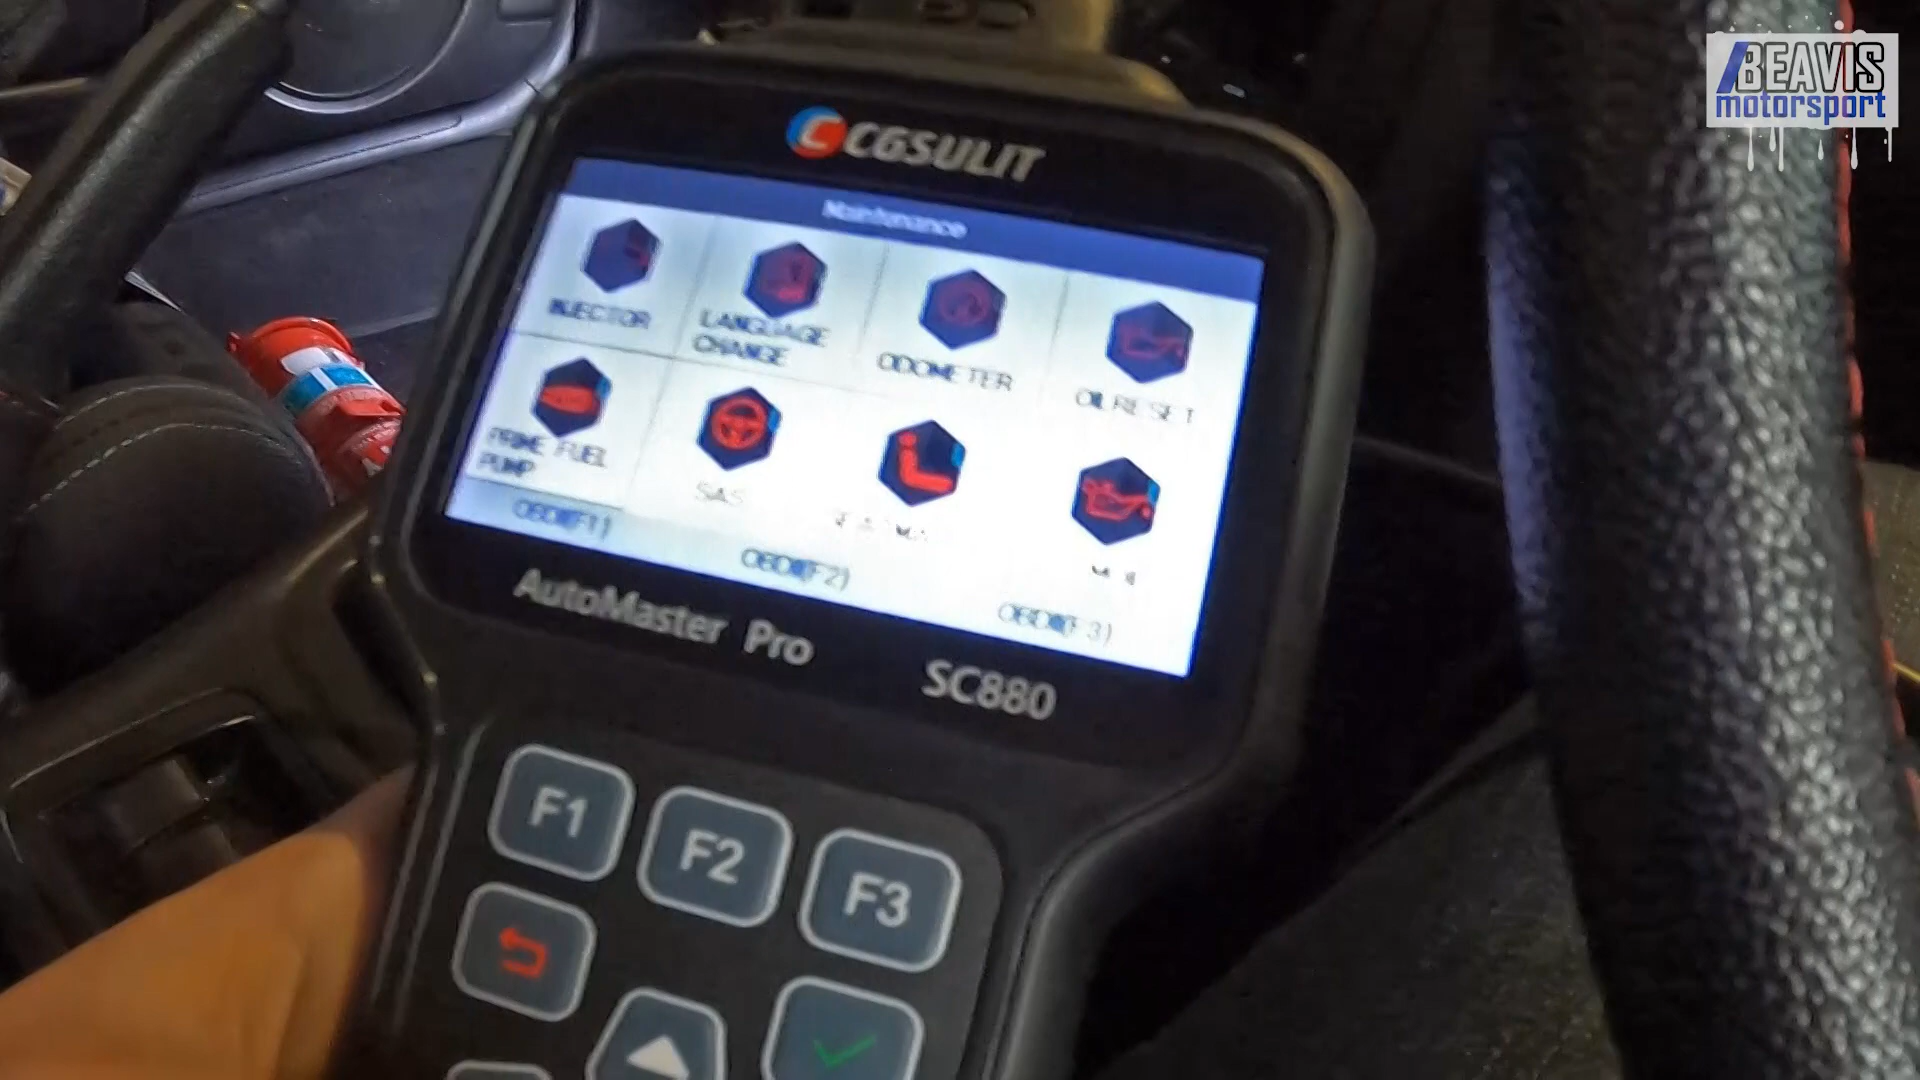 BEAVIS
motorsport
CGSULIT
Maintenance
INJECTOR
LANGUAGE
CHANGE
ODOMETER
OIL RESET
PRIME FUEL
PUMP
SAS
OBDII(F1)
OBDII(F2)
OBDII(F3)
AutoMaster Pro SC880
F1
F2
F3